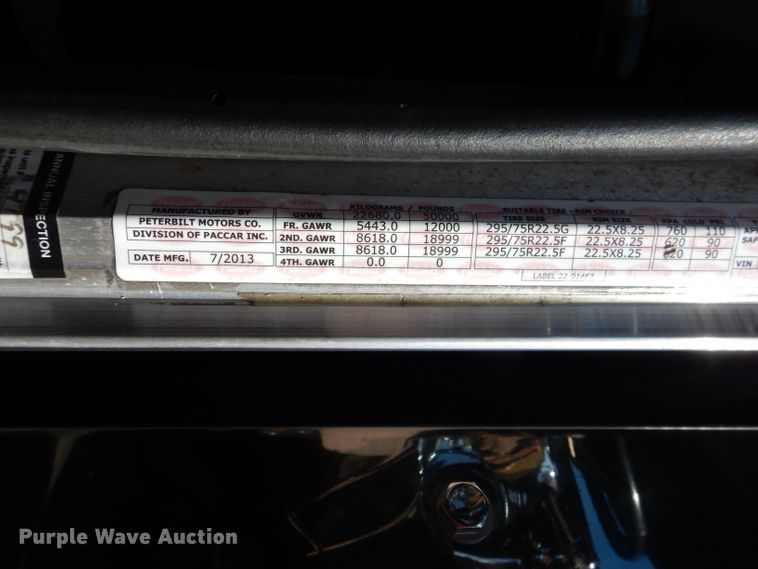 ANNUAL INSPECTION
MANUFACTURED BY
PETERBILT MOTORS CO.
DIVISION OF PACCAR INC.
DATE MFG. 7/2013
KILOGRAMS / POUNDS
GVWR 22680.0 50000
FR. GAWR 5443.0 12000
2ND. GAWR 8618.0 18999
3RD. GAWR 8618.0 18999
4TH. GAWR 0.0 0
SUSTABLE TIRE - RIM CHOICE
TIRE SIZE RIM SIZE KPA COLD PSI
295/75R22.5G 22.5X8.25 760 110
295/75R22.5F 22.5X8.25 620 90
295/75R22.5F 22.5X8.25 20 90
LABEL 22-01457
VIN
Purple Wave Auction